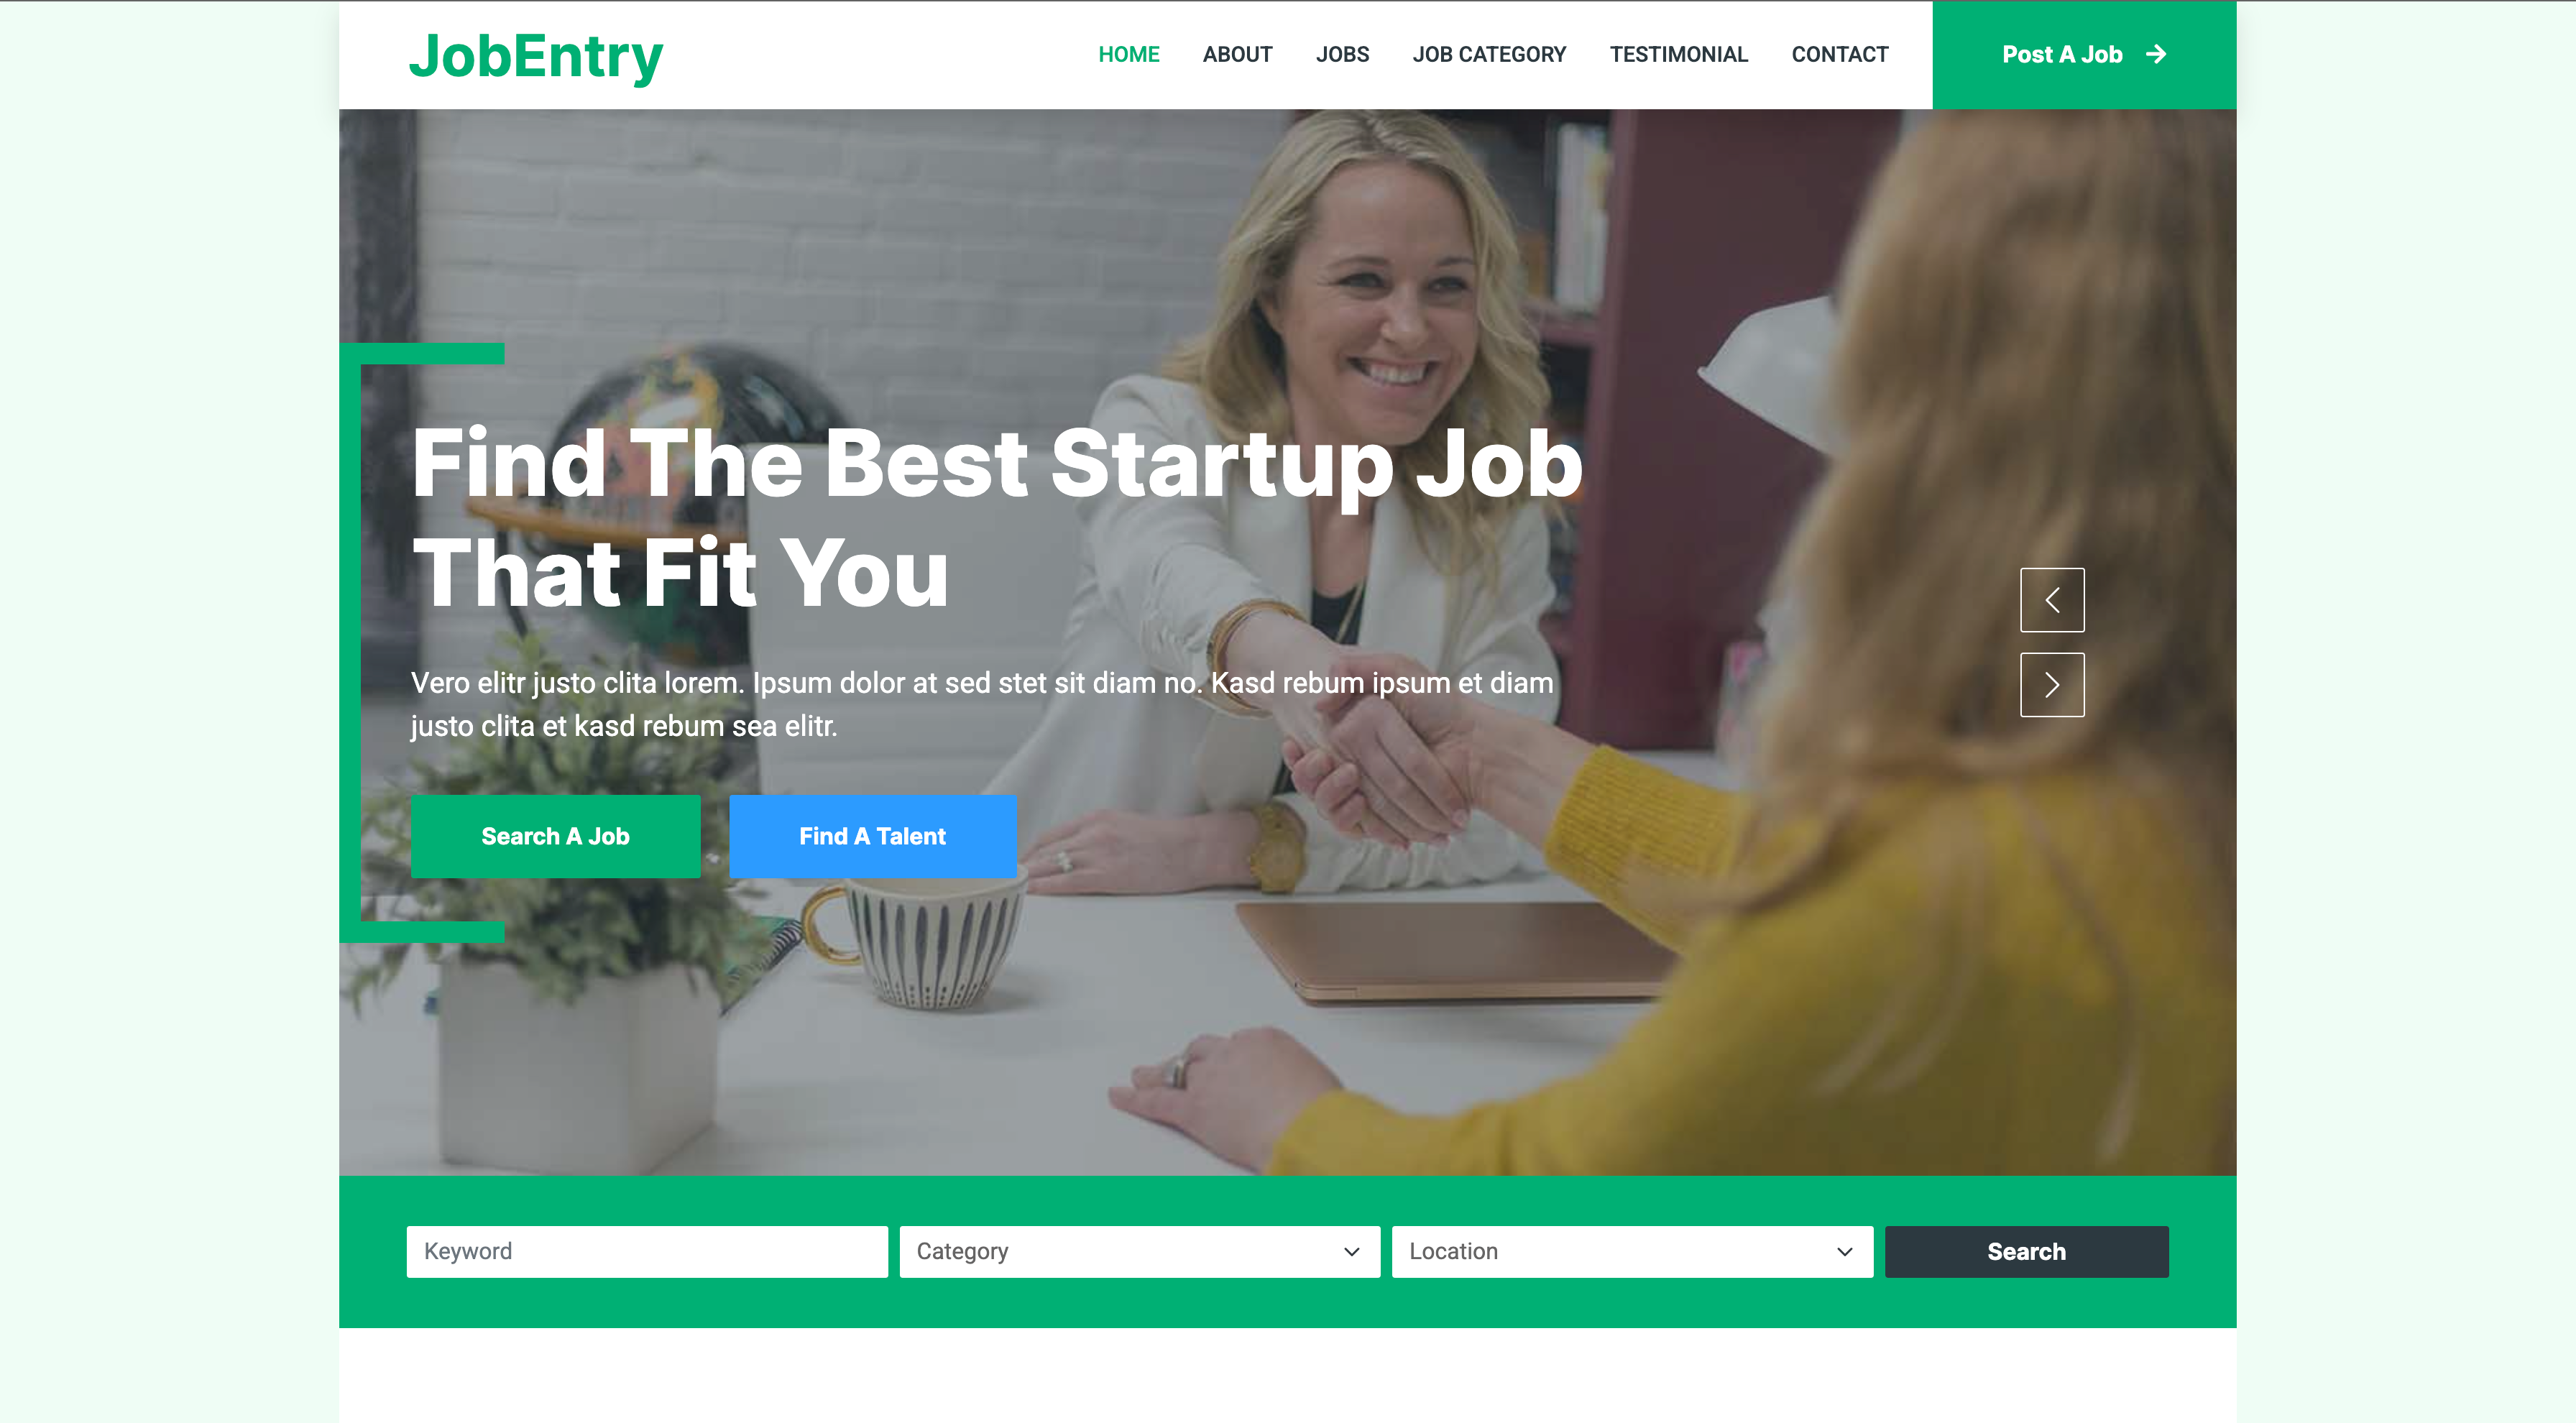 JobEntry
HOME ABOUT JOBS JOB CATEGORY TESTIMONIAL CONTACT Post A Job
Find The Best Startup Job
That Fit You
Vero elitr justo clita lorem. Ipsum dolor at sed stet sit diam no. Kasd rebum ipsum et diam
justo clita et kasd rebum sea elitr.
Search A Job Find A Talent
Keyword Category Location Search